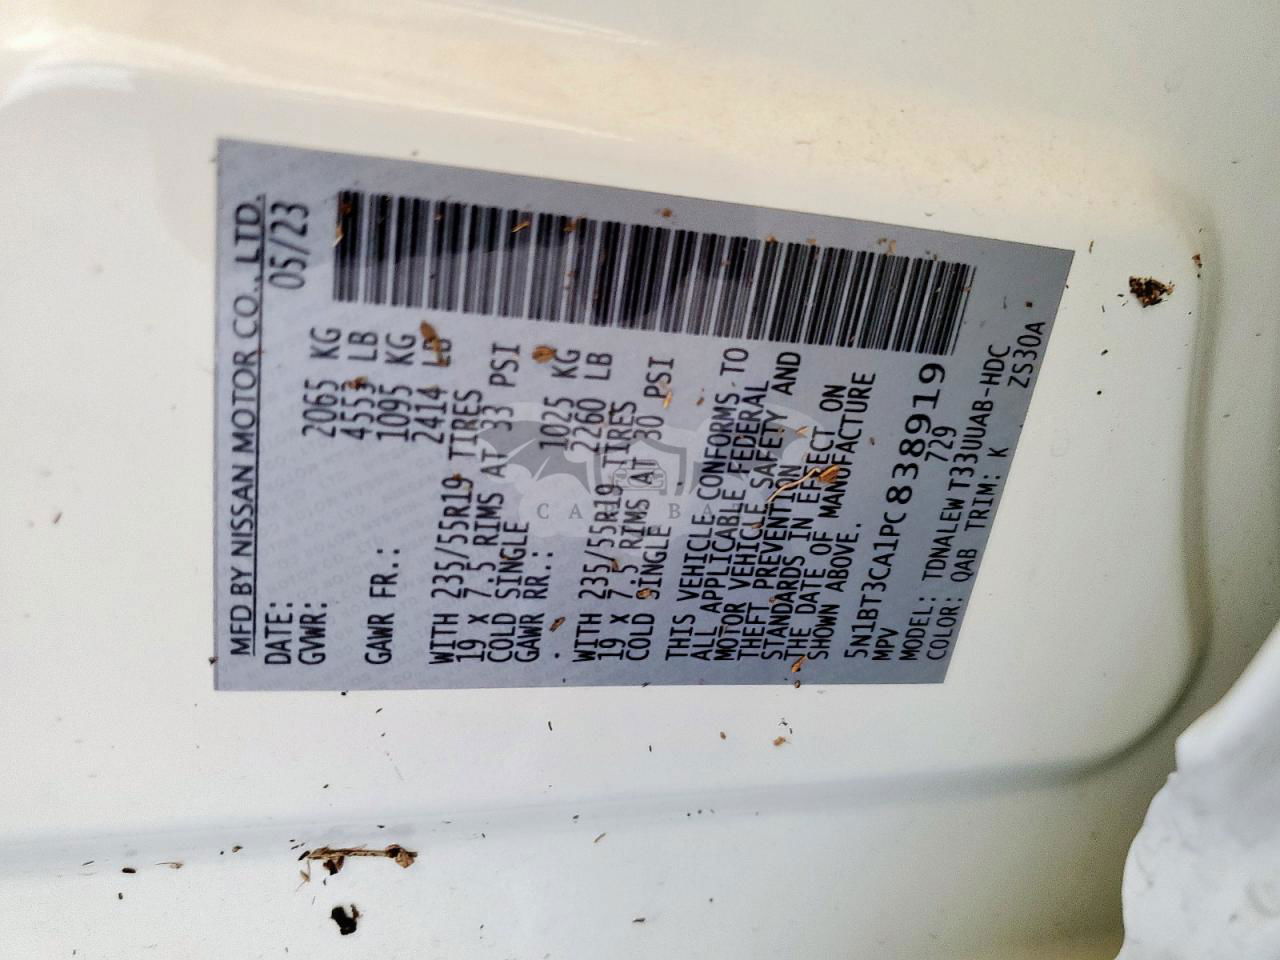 MFD BY NISSAN MOTOR CO., LTD.
DATE: 05/23
GVWR: 2065 KG
4553 LB
GAWR FR.: 1095 KG
2414 LB
WITH 235/55R19 TIRES
19 X 7.5 RIMS AT 33 PSI
COLD SINGLE
GAWR RR.: 1025 KG
2260 LB
WITH 235/55R19 TIRES
19 X 7.5 RIMS AT 30 PSI
COLD SINGLE .
THIS VEHICLE CONFORMS TO
ALL APPLICABLE FEDERAL
MOTOR VEHICLE SAFETY AND
THEFT PREVENTION
STANDARDS IN EFFECT ON
THE DATE OF MANUFACTURE
SHOWN ABOVE.
5N1BT3CA1PC838919
MPV 729
MODEL: TDNALEWT33UUAB-HDC
COLOR: QAB TRIM: K ZS30A